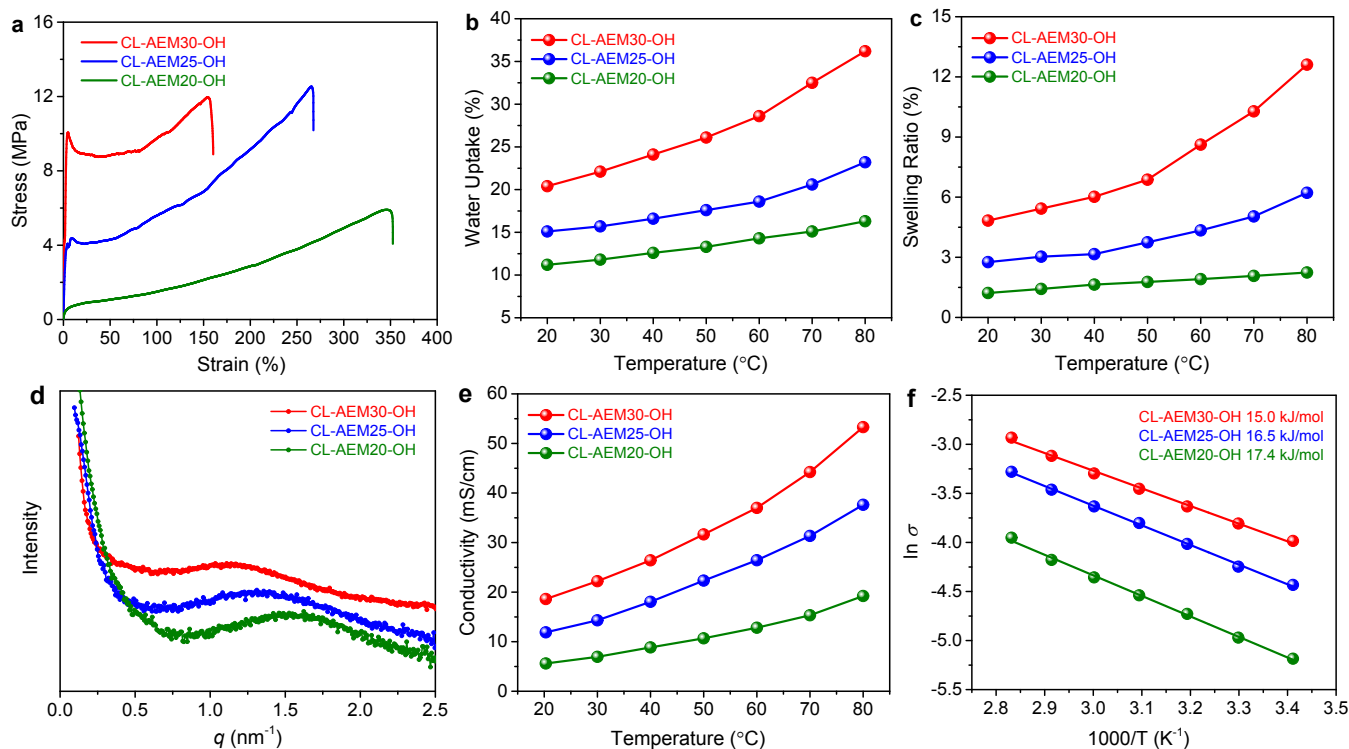 a
CL-AEM30-OH
CL-AEM25-OH
CL-AEM20-OH
Stress (MPa)
16
12
8
4
0
0 50 100 150 200 250 300 350 400
Strain (%)
b
CL-AEM30-OH
CL-AEM25-OH
CL-AEM20-OH
Water Uptake (%)
40
35
30
25
20
15
10
5
0
20 30 40 50 60 70 80
Temperature (°C)
c
CL-AEM30-OH
CL-AEM25-OH
CL-AEM20-OH
Swelling Ratio (%)
15
12
9
6
3
0
20 30 40 50 60 70 80
Temperature (°C)
d
CL-AEM30-OH
CL-AEM25-OH
CL-AEM20-OH
Intensity
0.0 0.5 1.0 1.5 2.0 2.5
q (nm⁻¹)
e
CL-AEM30-OH
CL-AEM25-OH
CL-AEM20-OH
Conductivity (mS/cm)
60
50
40
30
20
10
0
20 30 40 50 60 70 80
Temperature (°C)
f
CL-AEM30-OH 15.0 kJ/mol
CL-AEM25-OH 16.5 kJ/mol
CL-AEM20-OH 17.4 kJ/mol
ln σ
-2.5
-3.0
-3.5
-4.0
-4.5
-5.0
-5.5
2.8 2.9 3.0 3.1 3.2 3.3 3.4 3.5
1000/T (K⁻¹)